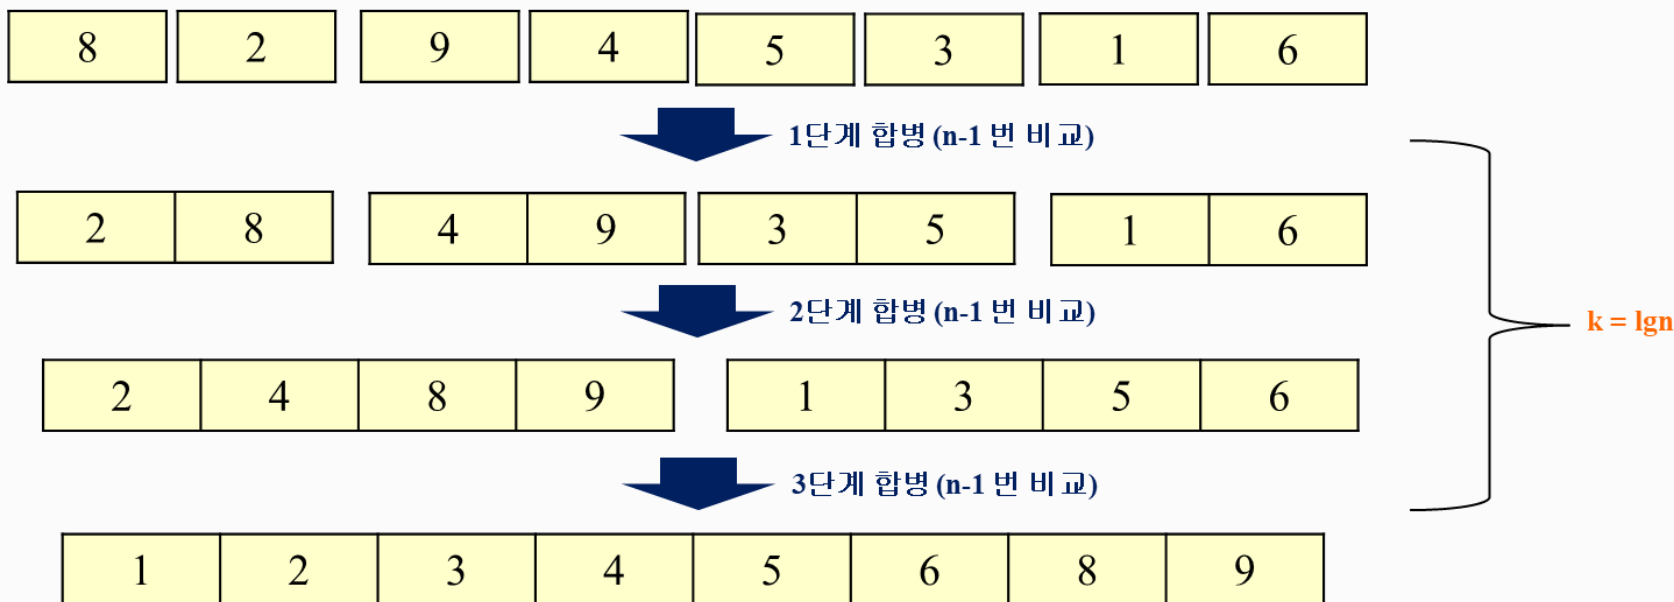 8 2 9 4 5 3 1 6
1단계 합병 (n-1 번 비교)
2 8 4 9 3 5 1 6
2단계 합병 (n-1 번 비교)
k = lgn
2 4 8 9 1 3 5 6
3단계 합병 (n-1 번 비교)
1 2 3 4 5 6 8 9